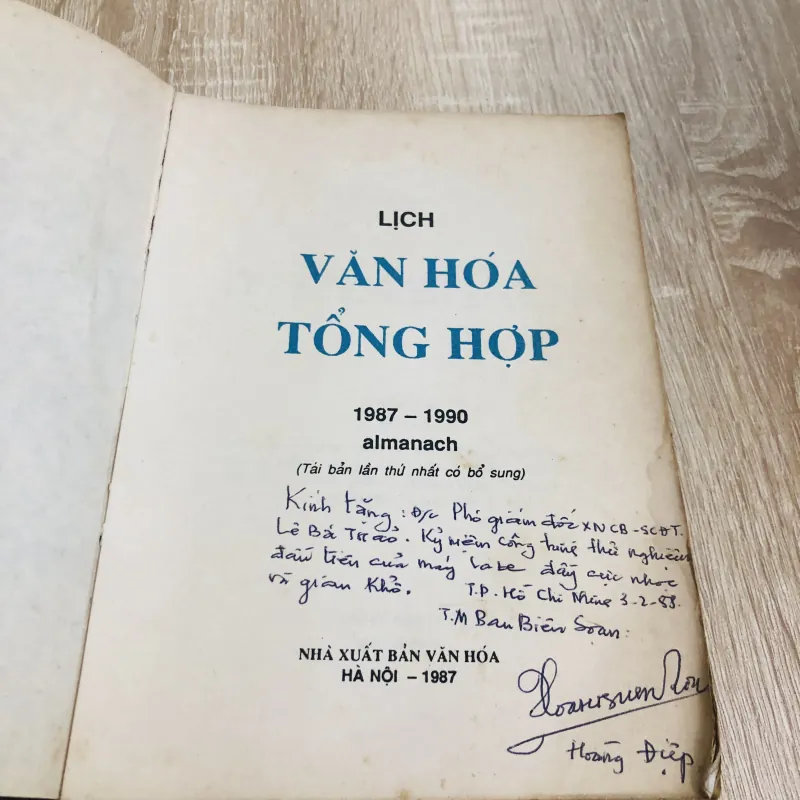 LỊCH
VĂN HÓA
TỔNG HỢP
1987 – 1990
almanach
(Tái bản lần thứ nhất có bổ sung)
Kính tặng: Đ/c Phó giám đốc XNCB-SCĐT.
Lê Bá Kỷ niệm công trình thử nghiệm
đầu tiên của máy đầy cực nhọc
và gian khổ. T.P. Hồ Chí Minh 3-2-88.
T.M Ban Biên Soạn:
NHÀ XUẤT BẢN VĂN HÓA
HÀ NỘI – 1987
Hoàng Điệp